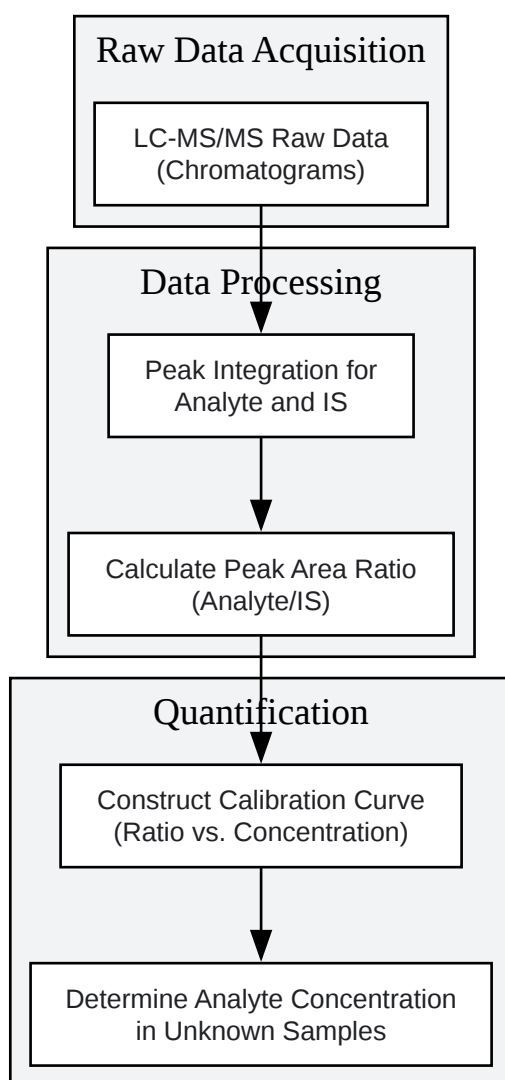 Raw Data Acquisition
LC-MS/MS Raw Data
(Chromatograms)
Data Processing
Peak Integration for
Analyte and IS
Calculate Peak Area Ratio
(Analyte/IS)
Quantification
Construct Calibration Curve
(Ratio vs. Concentration)
Determine Analyte Concentration
in Unknown Samples